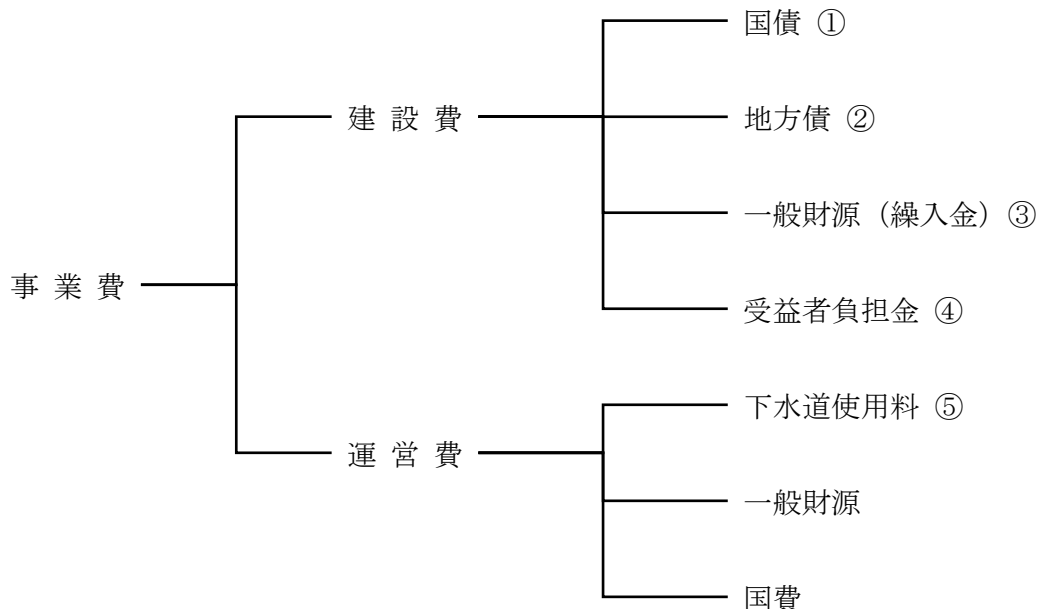 国債 ①
建 設 費
地方債 ②
一般財源（繰入金）③
事 業 費
受益者負担金 ④
下水道使用料 ⑤
運 営 費
一般財源
国費